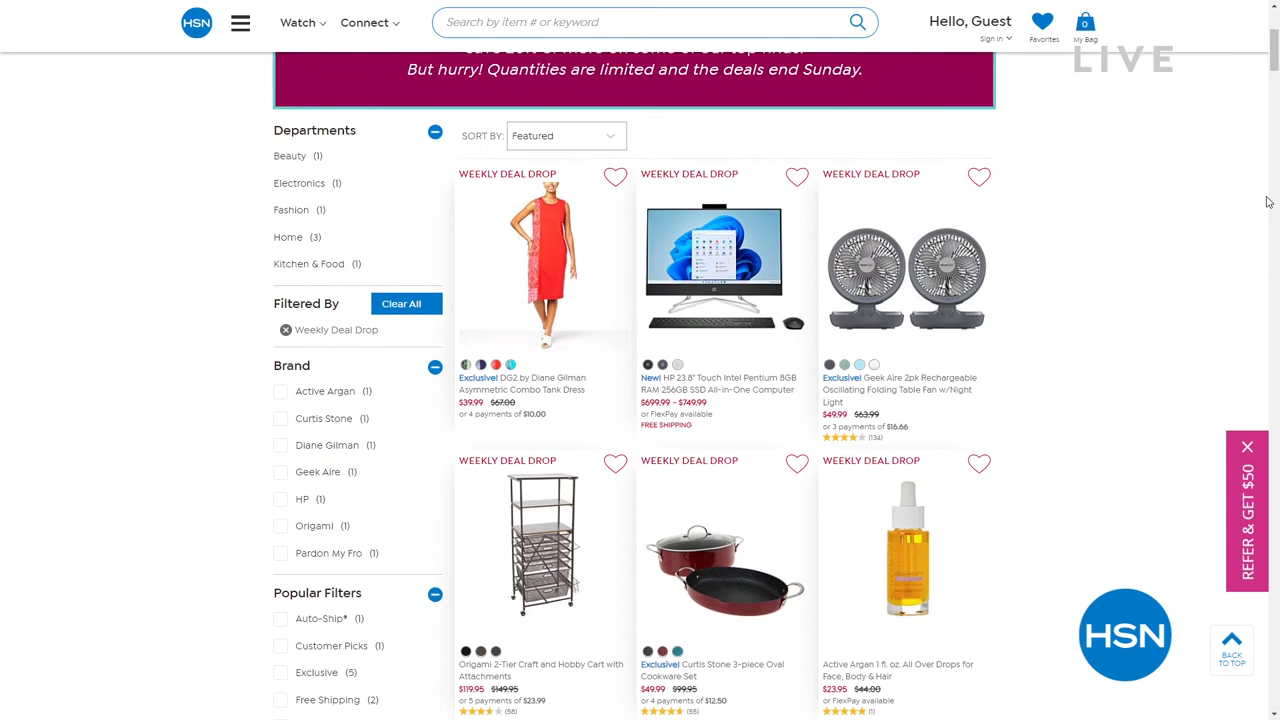 HSN
Watch
Connect
Search by item # or keyword
Hello, Guest
Sign In
Favorites
0
My Bag
LIVE
But hurry! Quantities are limited and the deals end Sunday.
Departments
Beauty (1)
Electronics (1)
Fashion (1)
Home (3)
Kitchen & Food (1)
Filtered By
Clear All
Weekly Deal Drop
Brand
Active Argan (1)
Curtis Stone (1)
Diane Gilman (1)
Geek Aire (1)
HP (1)
Origami (1)
Pardon My Fro (1)
Popular Filters
Auto-Ship® (1)
Customer Picks (1)
Exclusive (5)
Free Shipping (2)
SORT BY: Featured
WEEKLY DEAL DROP
Exclusive! DG2 by Diane Gilman
Asymmetric Combo Tank Dress
$39.99 $67.00
or 4 payments of $10.00
WEEKLY DEAL DROP
New! HP 23.8" Touch Intel Pentium 8GB
RAM 256GB SSD All-in-One Computer
$699.99 - $749.99
or FlexPay available
FREE SHIPPING
WEEKLY DEAL DROP
Exclusive! Geek Aire 2pk Rechargeable
Oscillating Folding Table Fan w/Night
Light
$49.99 $63.99
or 3 payments of $16.66
(134)
WEEKLY DEAL DROP
Origami 2-Tier Craft and Hobby Cart with
Attachments
$119.95 $149.95
or 5 payments of $23.99
(58)
WEEKLY DEAL DROP
Exclusive! Curtis Stone 3-piece Oval
Cookware Set
$49.99 $99.95
or 4 payments of $12.50
(55)
WEEKLY DEAL DROP
Active Argan 1 fl. oz. All Over Drops for
Face, Body & Hair
$23.95 $44.00
or FlexPay available
(1)
REFER & GET $50
HSN
BACK
TO TOP